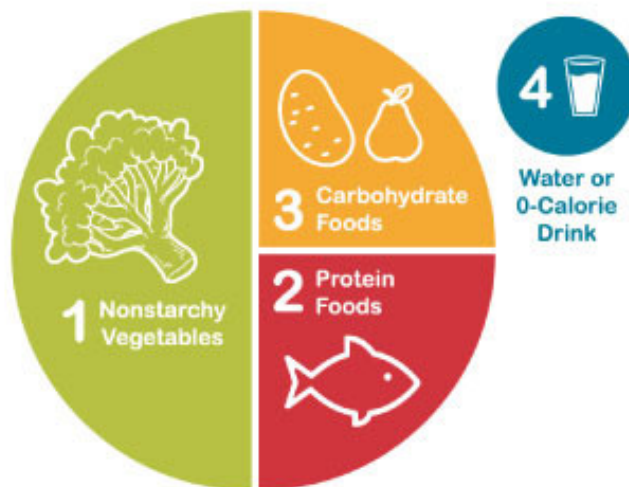 1 Nonstarchy
Vegetables
2 Protein
Foods
3 Carbohydrate
Foods
4
Water or
0-Calorie
Drink